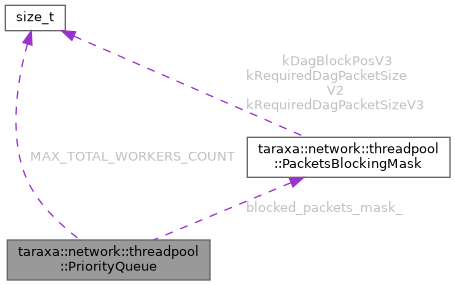 size_t
kDagBlockPosV3
kRequiredDagPacketSize
V2
kRequiredDagPacketSizeV3
MAX_TOTAL_WORKERS_COUNT
taraxa::network::threadpool
::PacketsBlockingMask
blocked_packets_mask_
taraxa::network::threadpool
::PriorityQueue